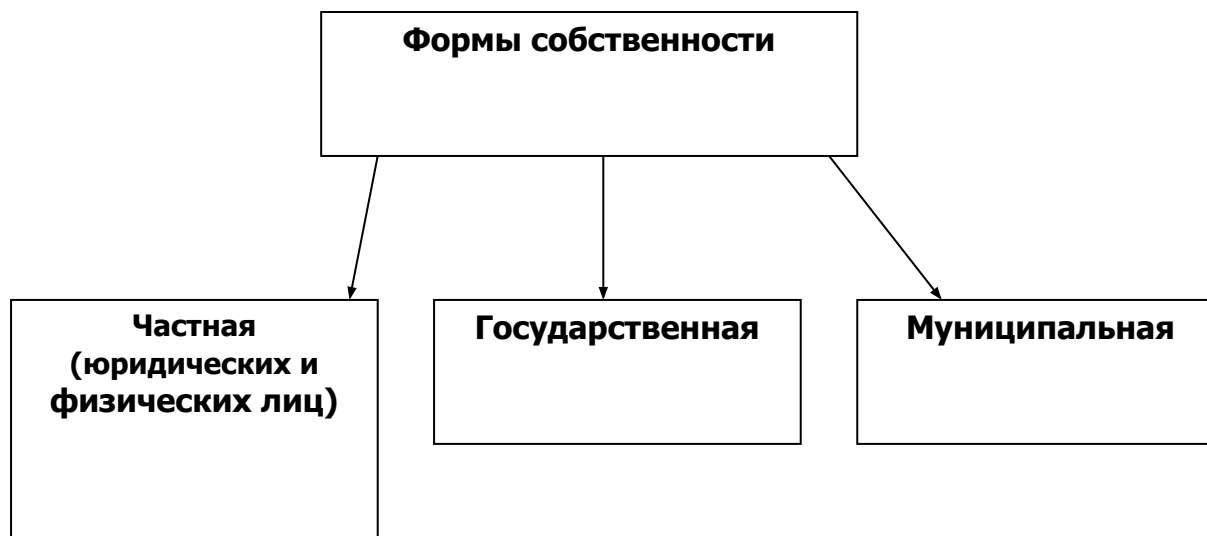 Формы собственности
Частная
(юридических и
физических лиц)
Государственная
Муниципальная